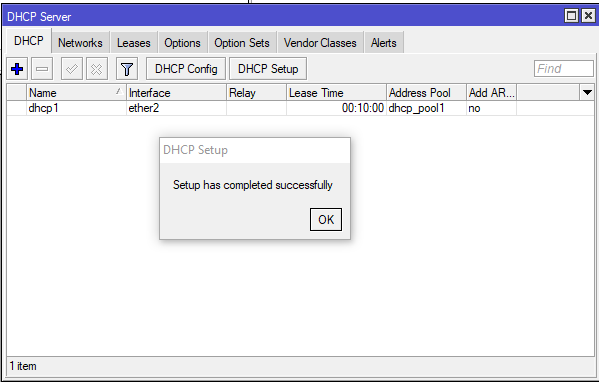 DHCP Server
DHCP Networks Leases Options Option Sets Vendor Classes Alerts
DHCP Config DHCP Setup Find
Name Interface Relay Lease Time Address Pool Add AR...
dhcp1 ether2 00:10:00 dhcp_pool1 no
DHCP Setup
Setup has completed successfully
OK
1 item